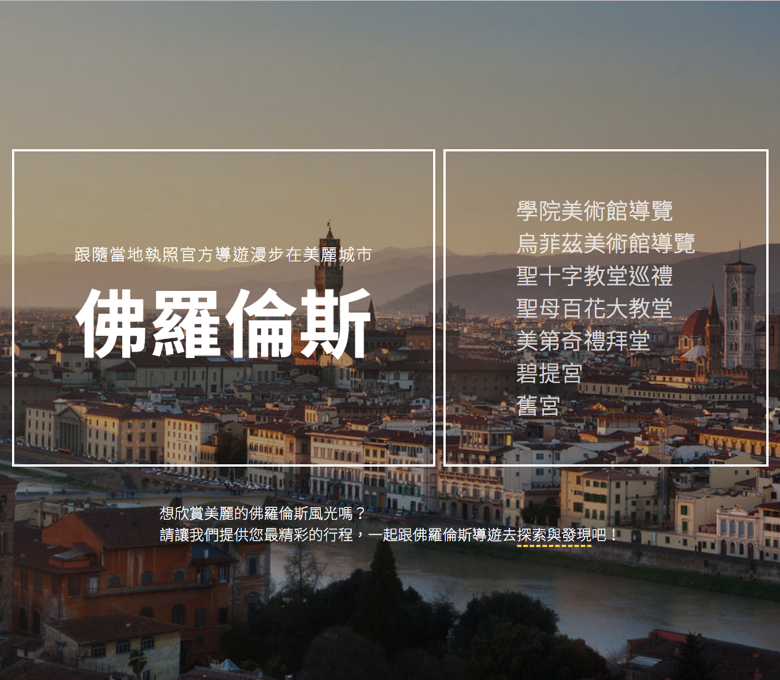 跟隨當地執照官方導遊漫步在美麗城市
佛羅倫斯
學院美術館導覽
烏菲茲美術館導覽
聖十字教堂巡禮
聖母百花大教堂
美第奇禮拜堂
碧提宮
舊宮
想欣賞美麗的佛羅倫斯風光嗎？
請讓我們提供您最精彩的行程，一起跟佛羅倫斯導遊去探索與發現吧！